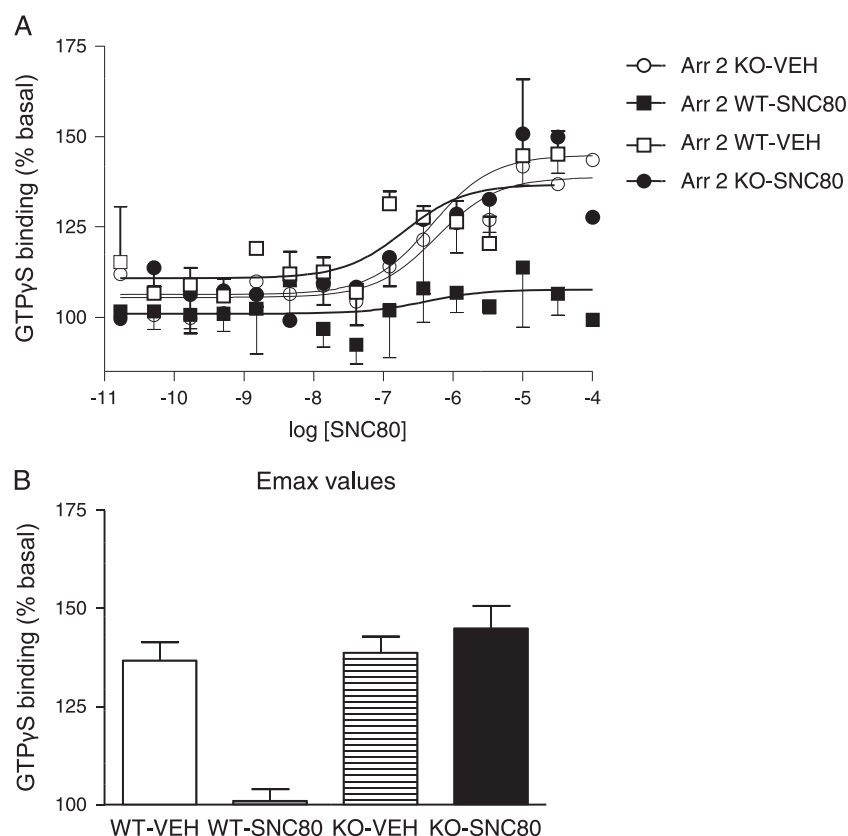 A
175
150
125
100
GTPγS binding (% basal)
-11 -10 -9 -8 -7 -6 -5 -4
log [SNC80]
Arr 2 KO-VEH
Arr 2 WT-SNC80
Arr 2 WT-VEH
Arr 2 KO-SNC80
B
Emax values
175
150
125
100
GTPγS binding (% basal)
WT-VEH WT-SNC80 KO-VEH KO-SNC80